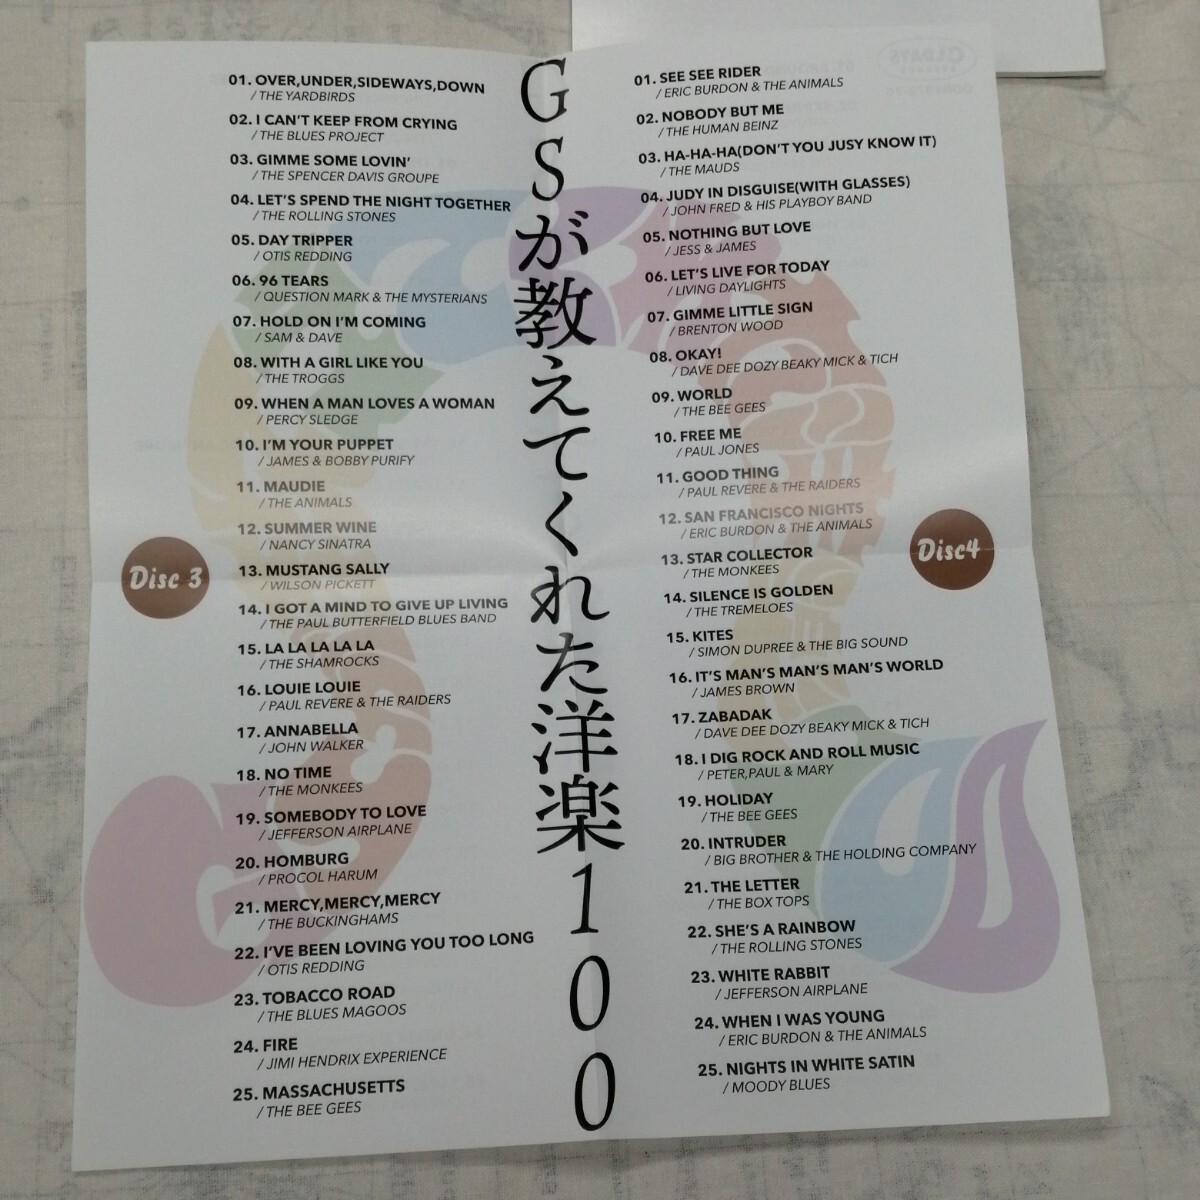 GSが教えてくれた洋楽100
Disc 3
01. OVER,UNDER,SIDEWAYS,DOWN
/ THE YARDBIRDS
02. I CAN'T KEEP FROM CRYING
/ THE BLUES PROJECT
03. GIMME SOME LOVIN'
/ THE SPENCER DAVIS GROUPE
04. LET'S SPEND THE NIGHT TOGETHER
/ THE ROLLING STONES
05. DAY TRIPPER
/ OTIS REDDING
06. 96 TEARS
/ QUESTION MARK & THE MYSTERIANS
07. HOLD ON I'M COMING
/ SAM & DAVE
08. WITH A GIRL LIKE YOU
/ THE TROGGS
09. WHEN A MAN LOVES A WOMAN
/ PERCY SLEDGE
10. I'M YOUR PUPPET
/ JAMES & BOBBY PURIFY
11. MAUDIE
/ THE ANIMALS
12. SUMMER WINE
/ NANCY SINATRA
13. MUSTANG SALLY
/ WILSON PICKETT
14. I GOT A MIND TO GIVE UP LIVING
/ THE PAUL BUTTERFIELD BLUES BAND
15. LA LA LA LA LA
/ THE SHAMROCKS
16. LOUIE LOUIE
/ PAUL REVERE & THE RAIDERS
17. ANNABELLA
/ JOHN WALKER
18. NO TIME
/ THE MONKEES
19. SOMEBODY TO LOVE
/ JEFFERSON AIRPLANE
20. HOMBURG
/ PROCOL HARUM
21. MERCY,MERCY,MERCY
/ THE BUCKINGHAMS
22. I'VE BEEN LOVING YOU TOO LONG
/ OTIS REDDING
23. TOBACCO ROAD
/ THE BLUES MAGOOS
24. FIRE
/ JIMI HENDRIX EXPERIENCE
25. MASSACHUSETTS
/ THE BEE GEES
Disc4
01. SEE SEE RIDER
/ ERIC BURDON & THE ANIMALS
02. NOBODY BUT ME
/ THE HUMAN BEINZ
03. HA-HA-HA(DON'T YOU JUSY KNOW IT)
/ THE MAUDS
04. JUDY IN DISGUISE(WITH GLASSES)
/ JOHN FRED & HIS PLAYBOY BAND
05. NOTHING BUT LOVE
/ JESS & JAMES
06. LET'S LIVE FOR TODAY
/ LIVING DAYLIGHTS
07. GIMME LITTLE SIGN
/ BRENTON WOOD
08. OKAY!
/ DAVE DEE DOZY BEAKY MICK & TICH
09. WORLD
/ THE BEE GEES
10. FREE ME
/ PAUL JONES
11. GOOD THING
/ PAUL REVERE & THE RAIDERS
12. SAN FRANCISCO NIGHTS
/ ERIC BURDON & THE ANIMALS
13. STAR COLLECTOR
/ THE MONKEES
14. SILENCE IS GOLDEN
/ THE TREMELOES
15. KITES
/ SIMON DUPREE & THE BIG SOUND
16. IT'S MAN'S MAN'S MAN'S WORLD
/ JAMES BROWN
17. ZABADAK
/ DAVE DEE DOZY BEAKY MICK & TICH
18. I DIG ROCK AND ROLL MUSIC
/ PETER,PAUL & MARY
19. HOLIDAY
/ THE BEE GEES
20. INTRUDER
/ BIG BROTHER & THE HOLDING COMPANY
21. THE LETTER
/ THE BOX TOPS
22. SHE'S A RAINBOW
/ THE ROLLING STONES
23. WHITE RABBIT
/ JEFFERSON AIRPLANE
24. WHEN I WAS YOUNG
/ ERIC BURDON & THE ANIMALS
25. NIGHTS IN WHITE SATIN
/ MOODY BLUES